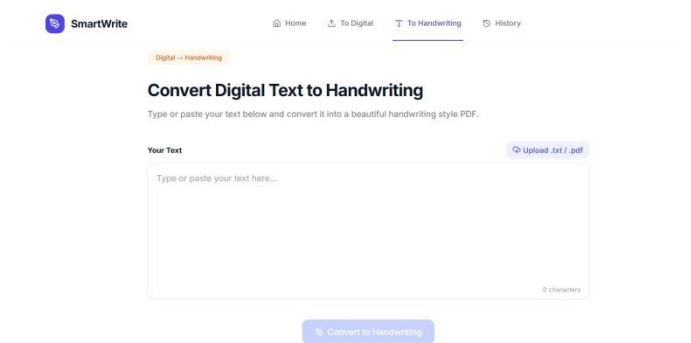 SmartWrite Home To Digital To Handwriting History
Digital → Handwriting
Convert Digital Text to Handwriting
Type or paste your text below and convert it into a beautiful handwriting style PDF.
Your Text Upload .txt / .pdf
Type or paste your text here...
0 characters
Convert to Handwriting